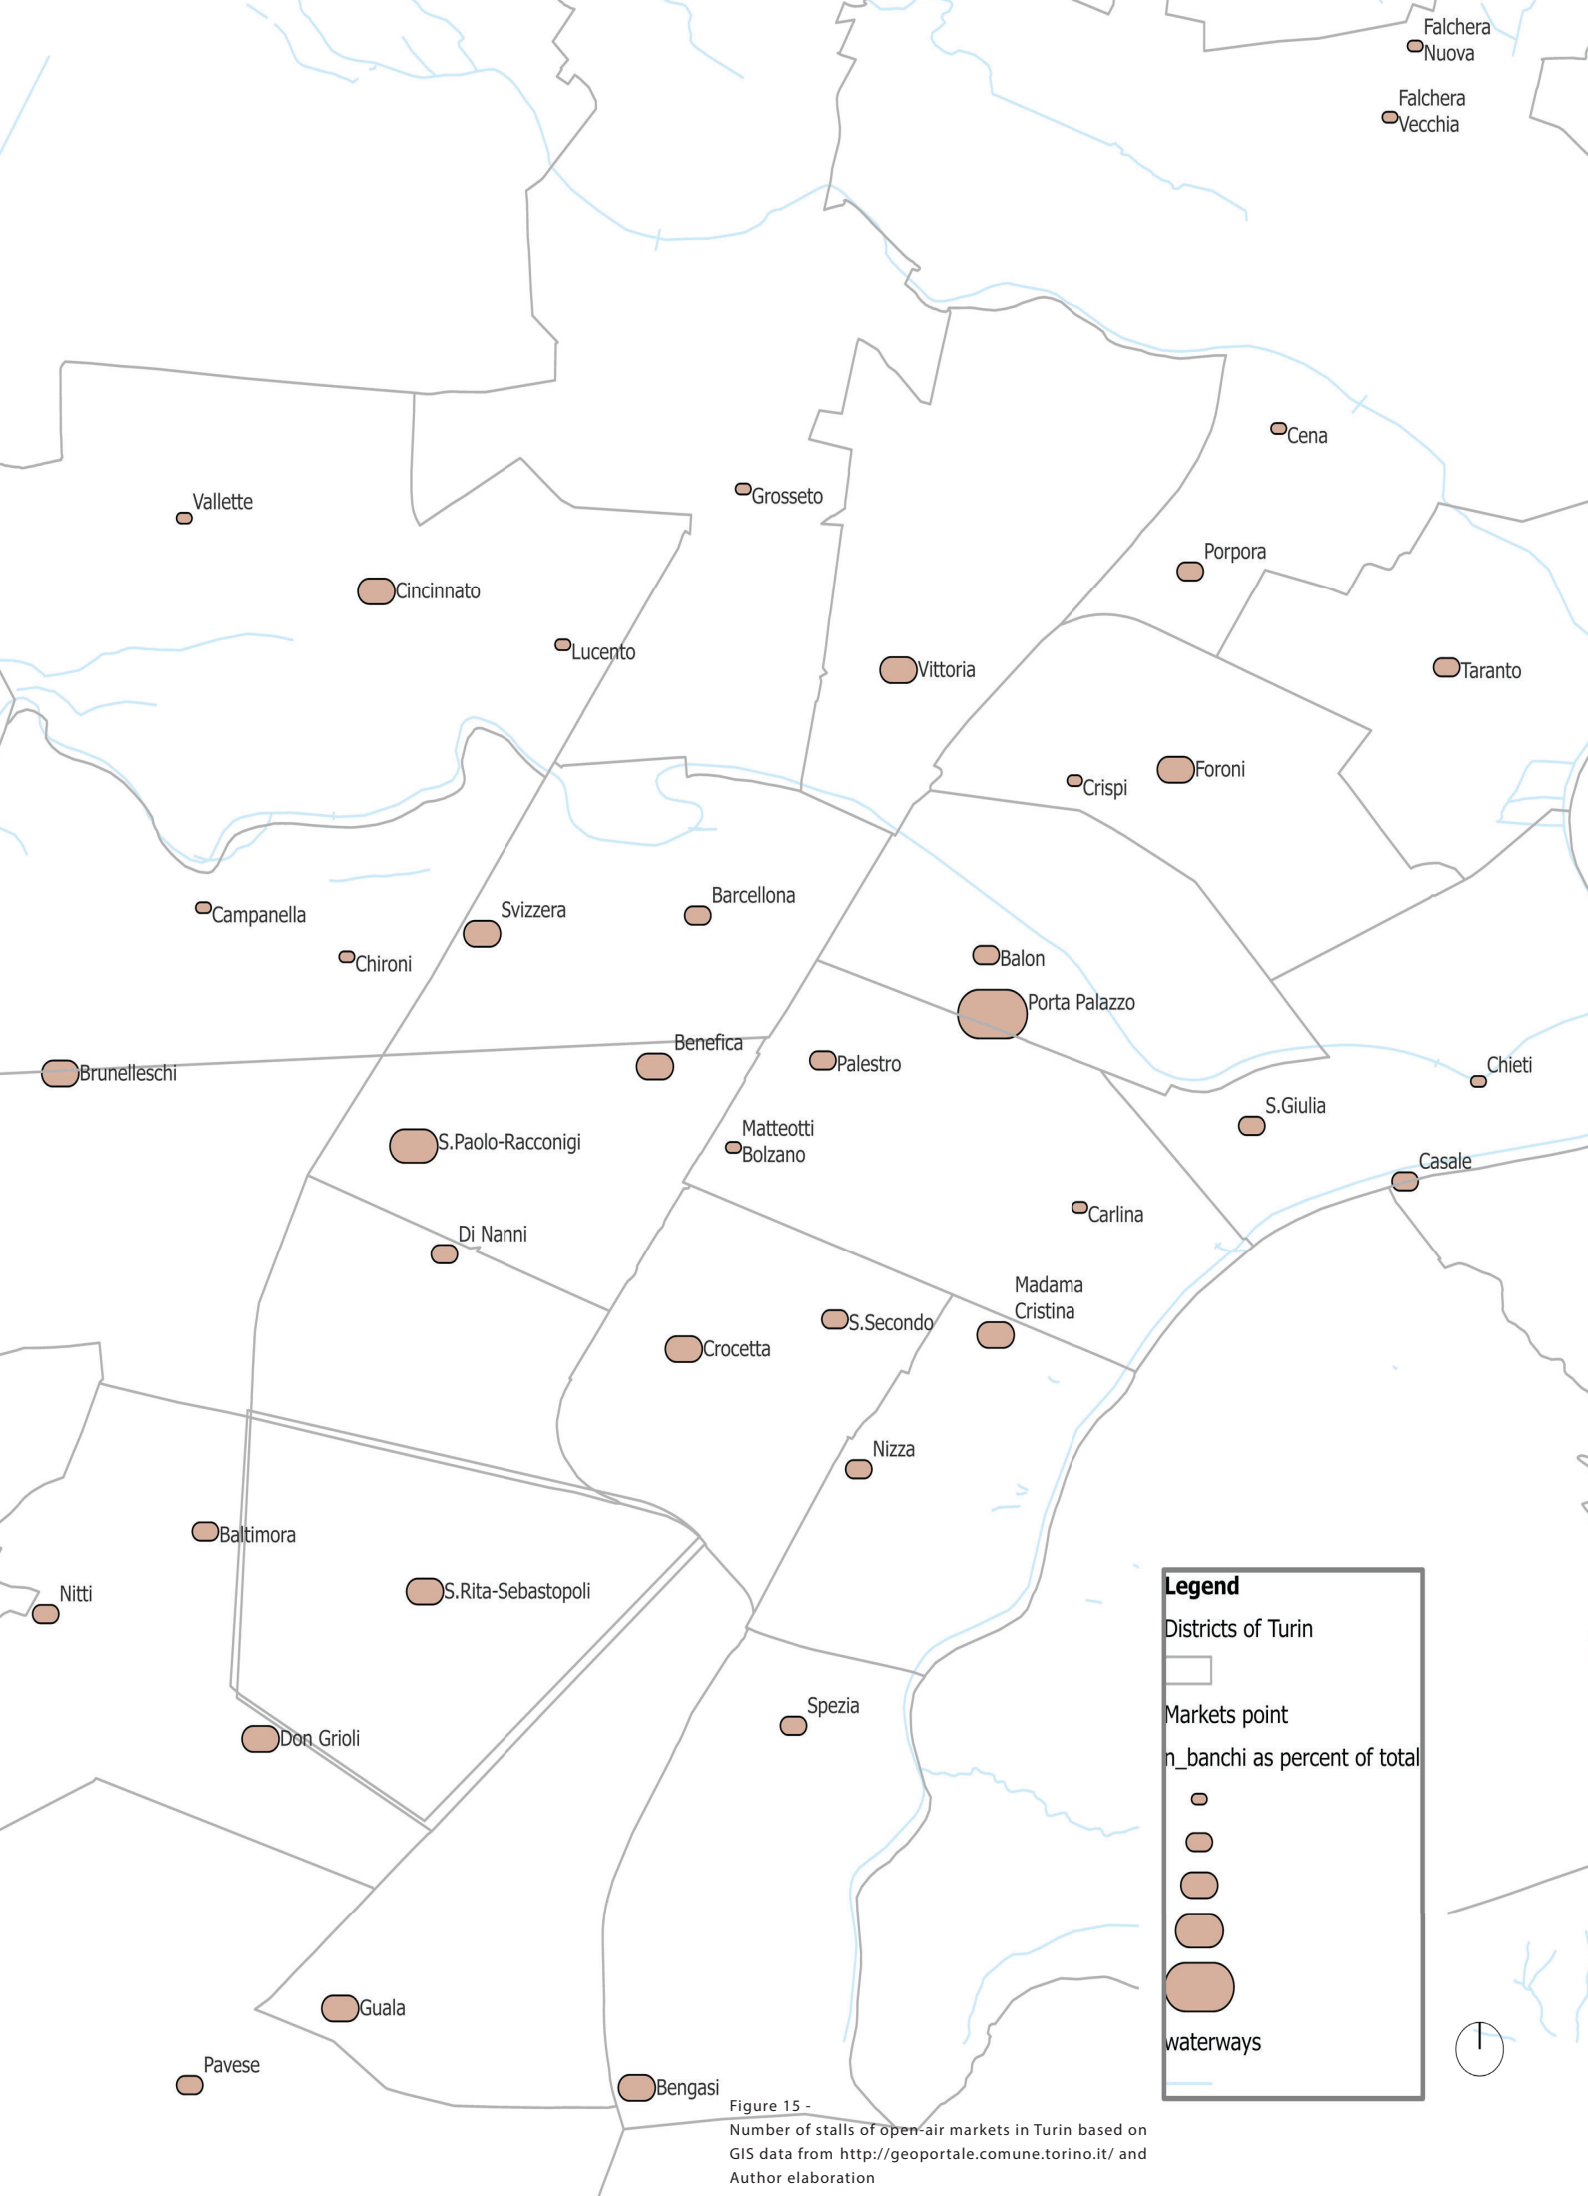 Falchera
Nuova
Falchera
Vecchia
Cena
Grosseto
Vallette
Porpora
Cincinnato
Lucento
Vittoria
Taranto
Foroni
Crispi
Barcellona
Svizzera
Campanella
Chironi
Balon
Porta Palazzo
Benefica
Palestro
Brunelleschi
Chieti
S.Giulia
Matteotti
Bolzano
S.Paolo-Racconigi
Casale
Carlina
Di Nanni
Madama
Cristina
S.Secondo
Crocetta
Nizza
Baltimora
S.Rita-Sebastopoli
Nitti
Spezia
Don Grioli
Guala
Pavese
Bengasi
Legend
Districts of Turin
Markets point
n_banchi as percent of total
waterways
Figure 15 -
Number of stalls of open-air markets in Turin based on
GIS data from http://geoportale.comune.torino.it/ and
Author elaboration